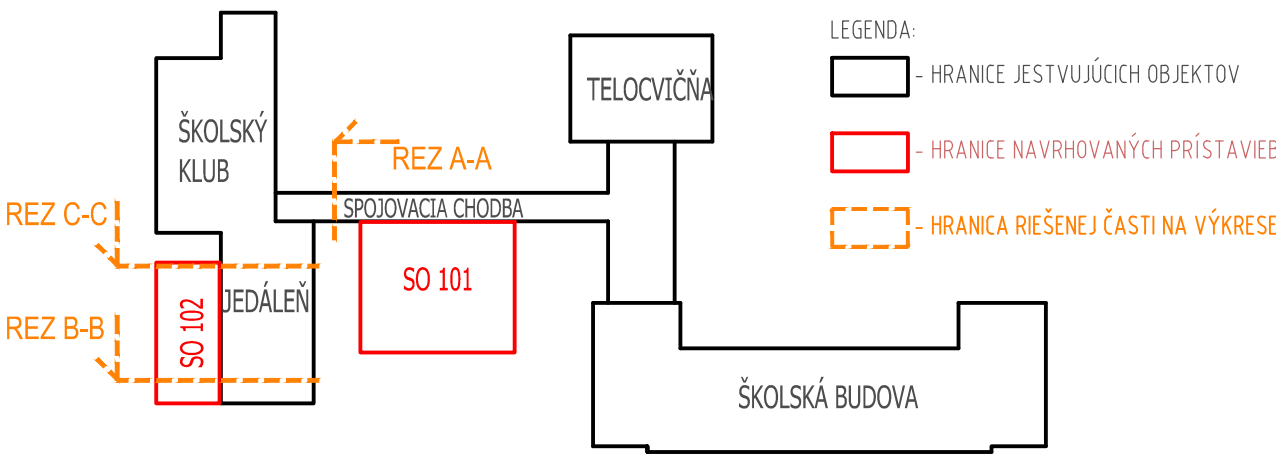 LEGENDA:
- HRANICE JESTVUJÚCICH OBJEKTOV
- HRANICE NAVRHOVANÝCH PRÍSTAVIEB
- HRANICA RIEŠENEJ ČASTI NA VÝKRESE
TELOCVIČŇA
ŠKOLSKÝ
KLUB
REZ A-A
SPOJOVACIA CHODBA
REZ C-C
SO 101
JEDÁLEŇ
SO 102
REZ B-B
ŠKOLSKÁ BUDOVA